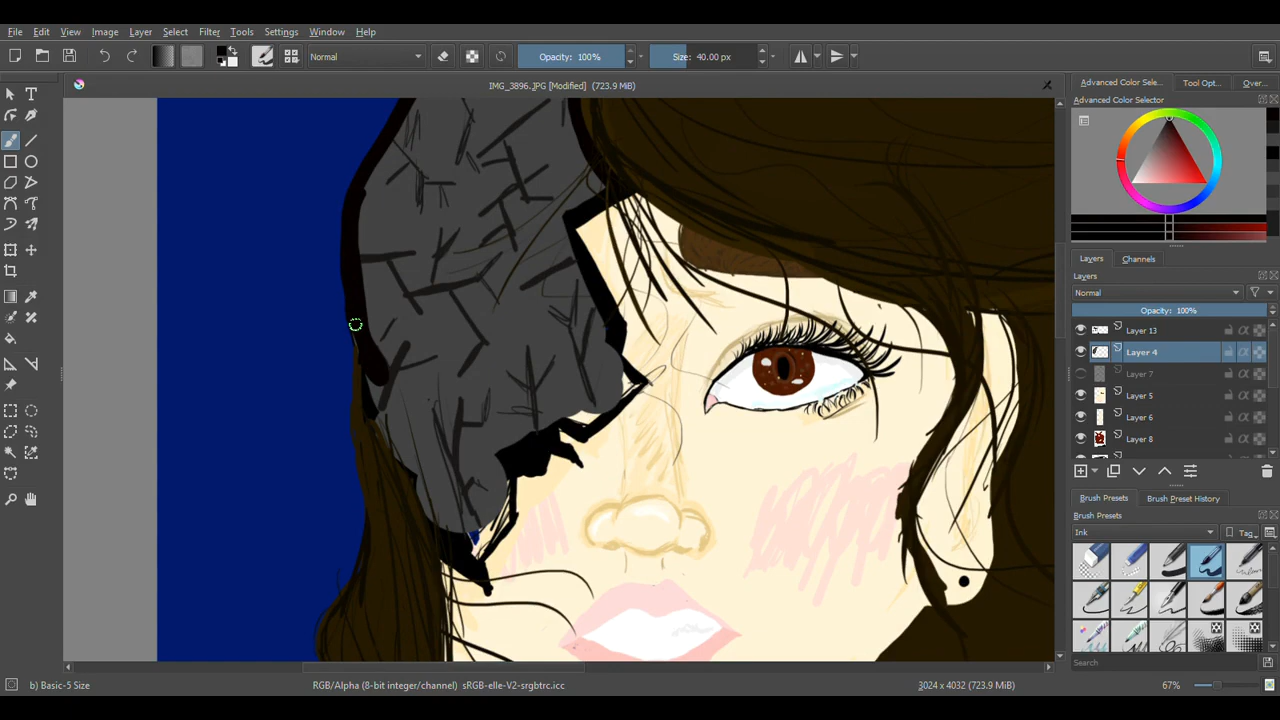 File Edit View Image Layer Select Filter Tools Settings Window Help
Normal Opacity: 100% Size: 40.00 px
IMG_3896.JPG [Modified] (723.9 MiB)
Advanced Color Sele... Tool Opt... Over...
Advanced Color Selector
Layers Channels
Layers
Normal
Opacity: 100%
Layer 13
Layer 4
Layer 7
Layer 5
Layer 6
Layer 8
Brush Presets Brush Preset History
Brush Presets
Ink Tag
Search
b) Basic-5 Size RGB/Alpha (8-bit integer/channel) sRGB-elle-V2-srgbtrc.icc 3024 x 4032 (723.9 MiB) 67%